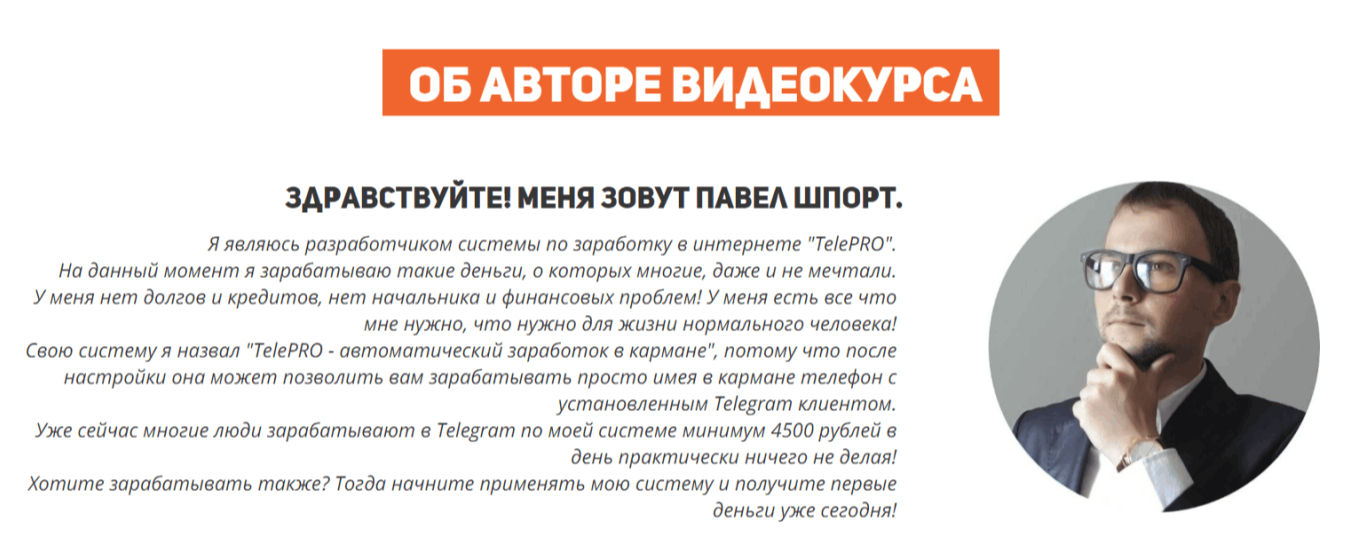 ОБ АВТОРЕ ВИДЕОКУРСА
ЗДРАВСТВУЙТЕ! МЕНЯ ЗОВУТ ПАВЕЛ ШПОРТ.
Я являюсь разработчиком системы по заработку в интернете "TelePRO".
На данный момент я зарабатываю такие деньги, о которых многие, даже и не мечтали.
У меня нет долгов и кредитов, нет начальника и финансовых проблем! У меня есть все что
мне нужно, что нужно для жизни нормального человека!
Свою систему я назвал "TelePRO - автоматический заработок в кармане", потому что после
настройки она может позволить вам зарабатывать просто имея в кармане телефон с
установленным Telegram клиентом.
Уже сейчас многие люди зарабатывают в Telegram по моей системе минимум 4500 рублей в
день практически ничего не делая!
Хотите зарабатывать также? Тогда начните применять мою систему и получите первые
деньги уже сегодня!